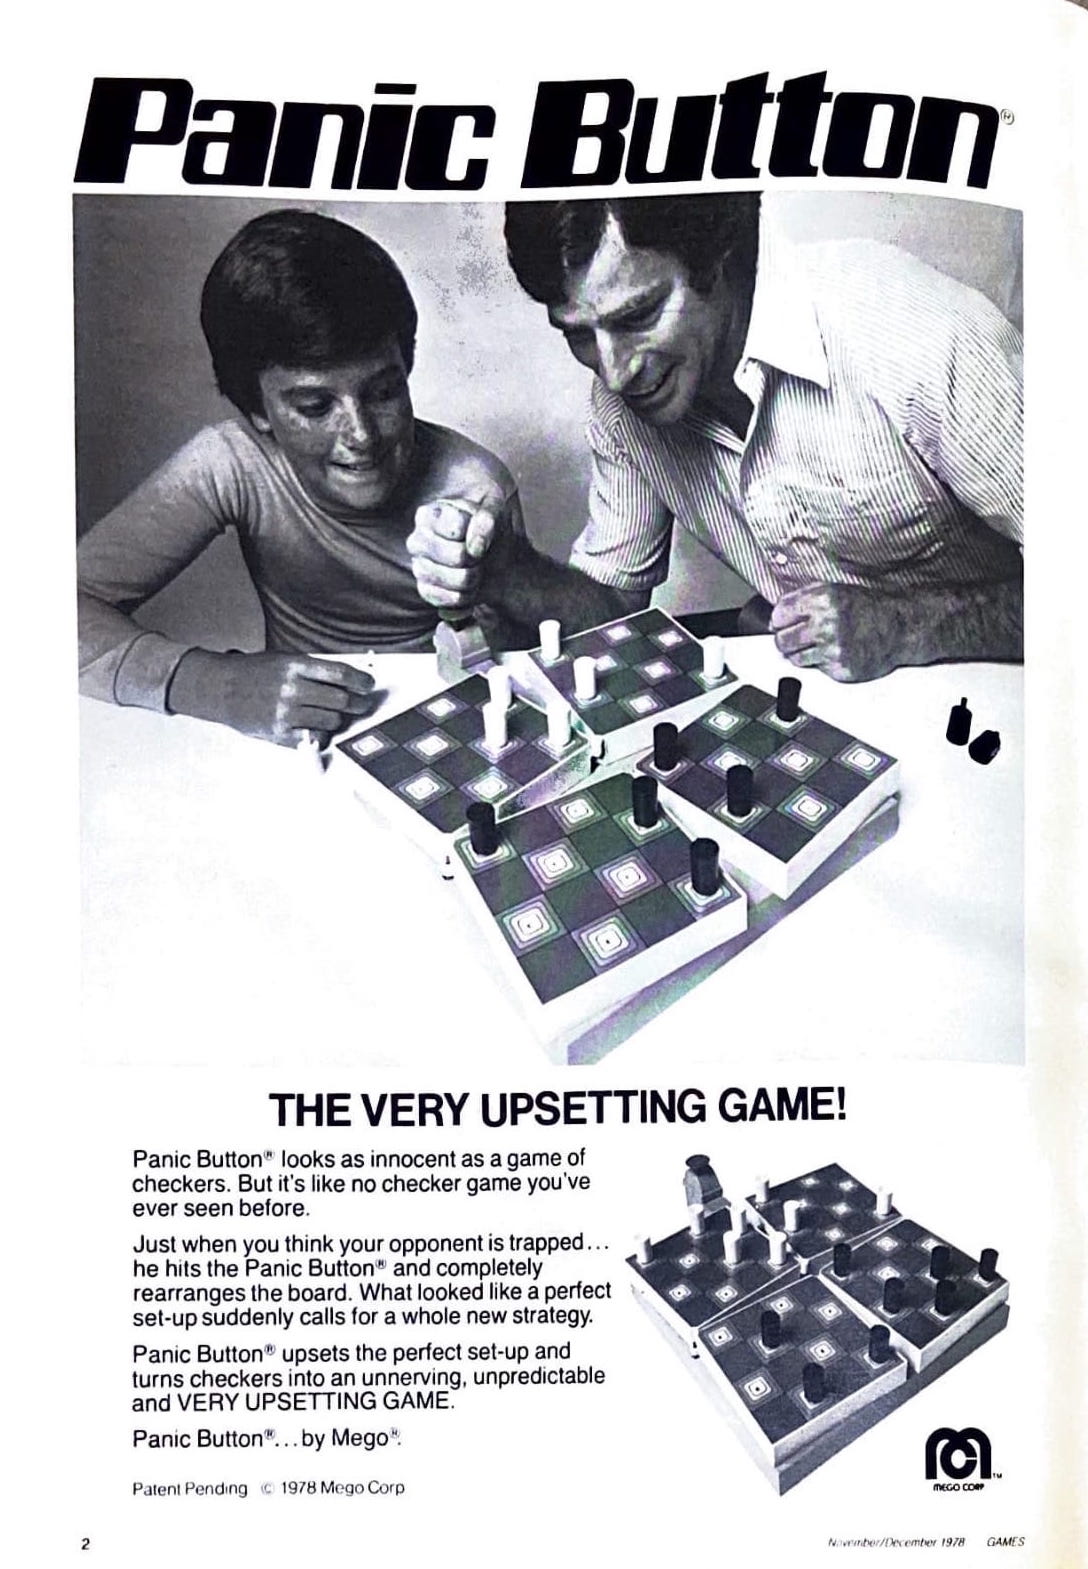 Panic Button®
THE VERY UPSETTING GAME!
Panic Button® looks as innocent as a game of
checkers. But it's like no checker game you've
ever seen before.
Just when you think your opponent is trapped...
he hits the Panic Button® and completely
rearranges the board. What looked like a perfect
set-up suddenly calls for a whole new strategy.
Panic Button® upsets the perfect set-up and
turns checkers into an unnerving, unpredictable
and VERY UPSETTING GAME.
Panic Button®...by Mego®.
Patent Pending © 1978 Mego Corp
MC™
MEGO CORP
2
November/December 1978 GAMES